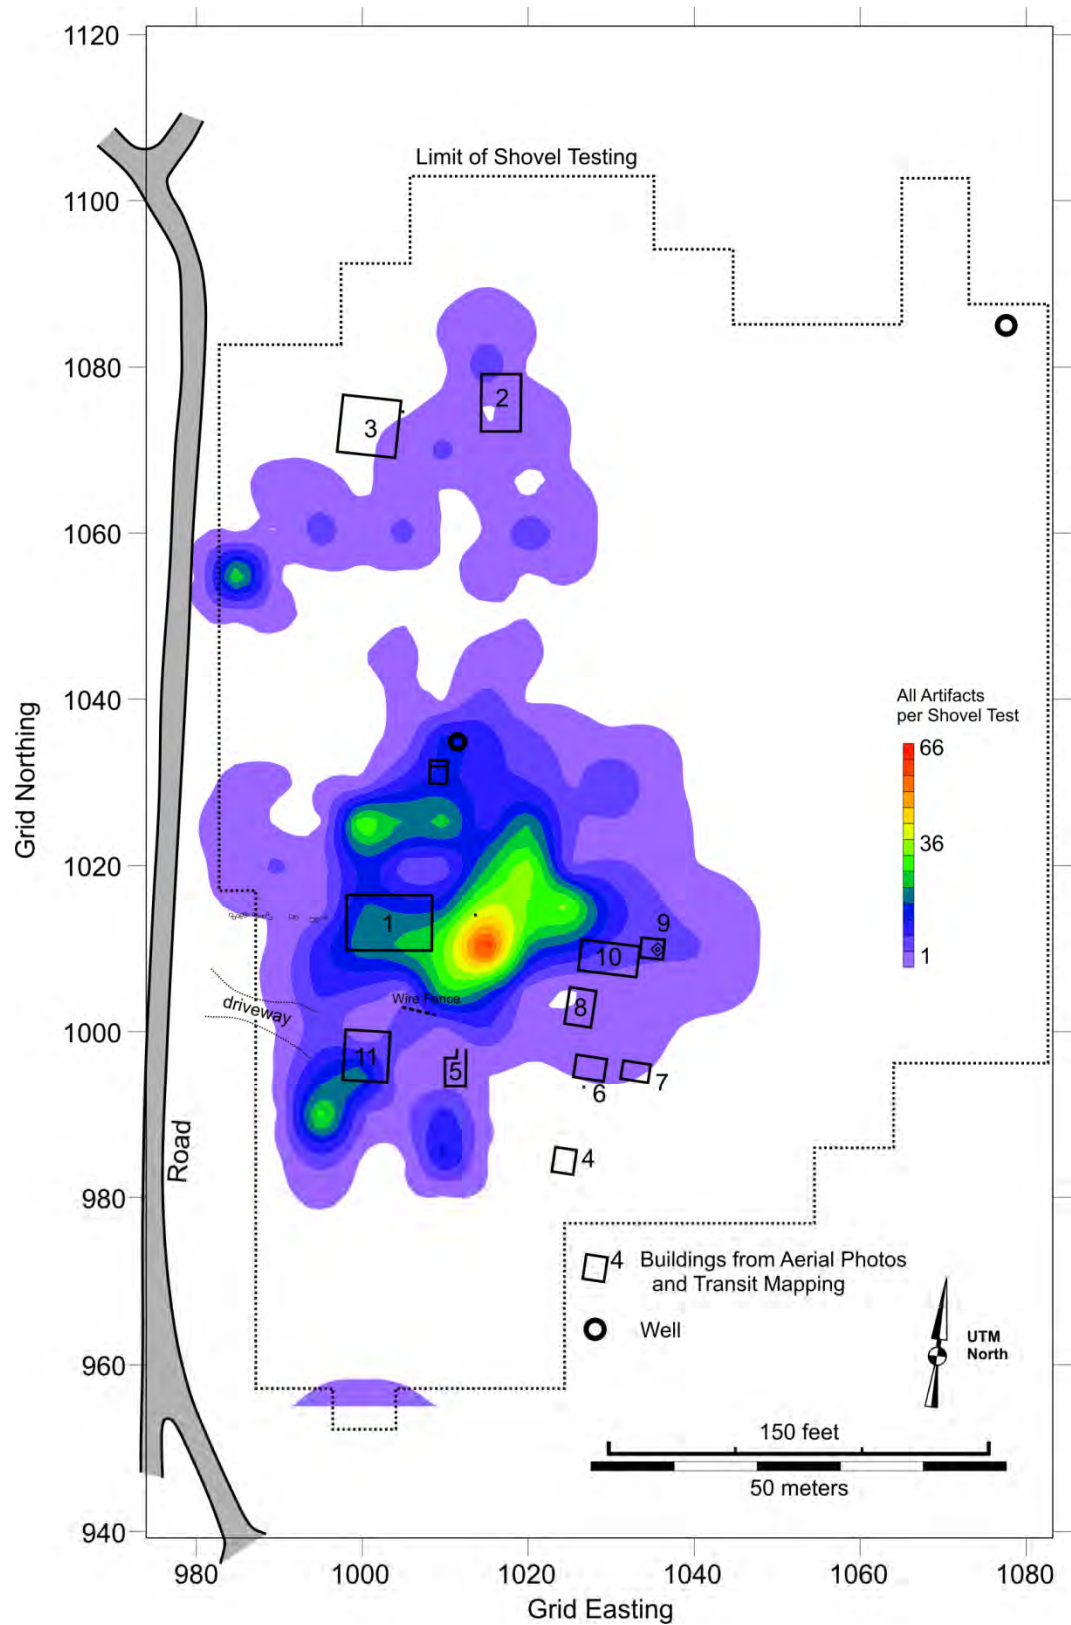 1120
Limit of Shovel Testing
1100
1080
2
3
1060
1040
All Artifacts
per Shovel Test
66
Grid Northing
36
1020
1
9
10
1
Wire Fence
driveway
8
1000
11
5
7
6
Road
4
980
4 Buildings from Aerial Photos
and Transit Mapping
Well
UTM
North
960
150 feet
50 meters
940
980 1000 1020 1040 1060 1080
Grid Easting